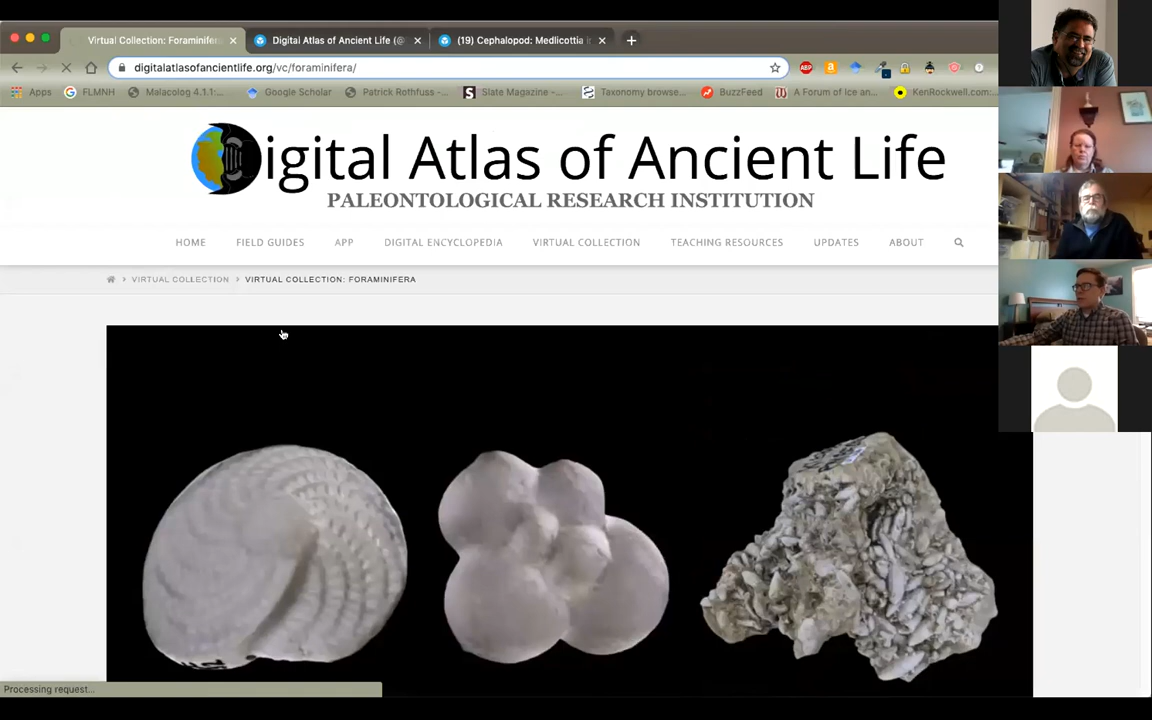 Virtual Collection: Foraminifer
Digital Atlas of Ancient Life (@
(19) Cephalopod: Medlicottia i
digitalatlasofancientlife.org/vc/foraminifera/
ABP
Apps
FLMNH
Malacolog 4.1.1:...
Google Scholar
Patrick Rothfuss -...
Slate Magazine -...
Taxonomy browse...
BuzzFeed
A Forum of Ice an...
KenRockwell.com:...
Digital Atlas of Ancient Life
PALEONTOLOGICAL RESEARCH INSTITUTION
HOME FIELD GUIDES APP DIGITAL ENCYCLOPEDIA VIRTUAL COLLECTION TEACHING RESOURCES UPDATES ABOUT
VIRTUAL COLLECTION VIRTUAL COLLECTION: FORAMINIFERA
Processing request...